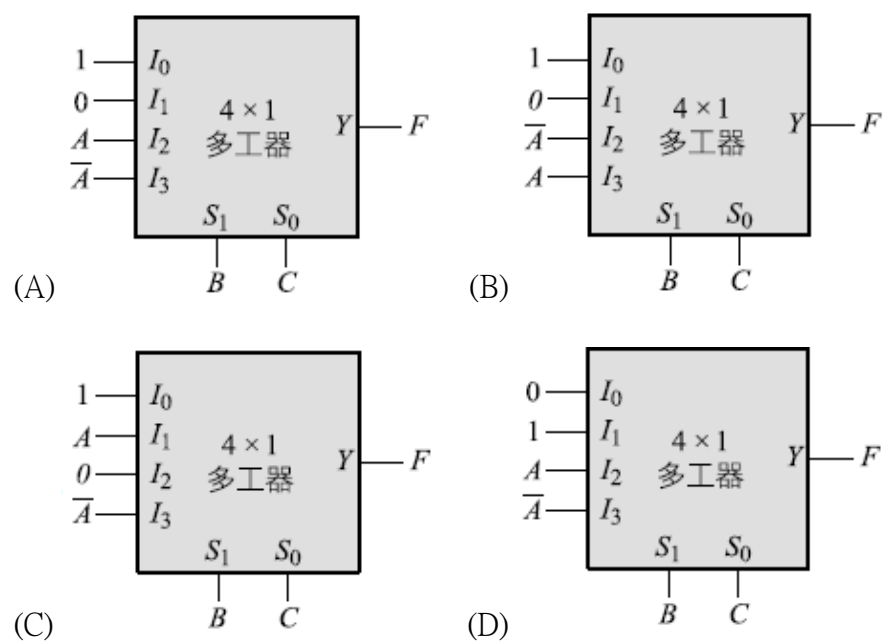 1 I₀
0 I₁
A I₂
A̅ I₃
4 × 1
多工器
Y F
S₁ S₀
B C
(A)
1 I₀
0 I₁
A̅ I₂
A I₃
4 × 1
多工器
Y F
S₁ S₀
B C
(B)
1 I₀
A I₁
0 I₂
A̅ I₃
4 × 1
多工器
Y F
S₁ S₀
B C
(C)
0 I₀
1 I₁
A I₂
A̅ I₃
4 × 1
多工器
Y F
S₁ S₀
B C
(D)